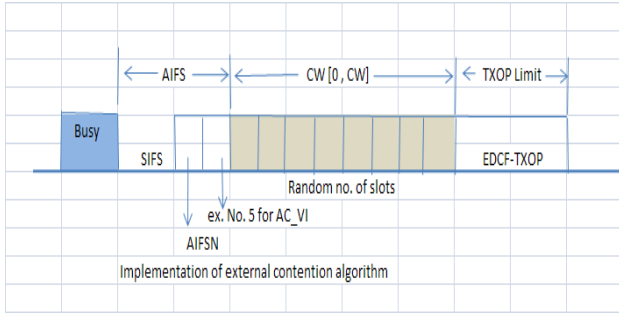 AIFS
CW [0 , CW]
TXOP Limit
Busy
SIFS
EDCF-TXOP
Random no. of slots
ex. No. 5 for AC_VI
AIFSN
Implementation of external contention algorithm